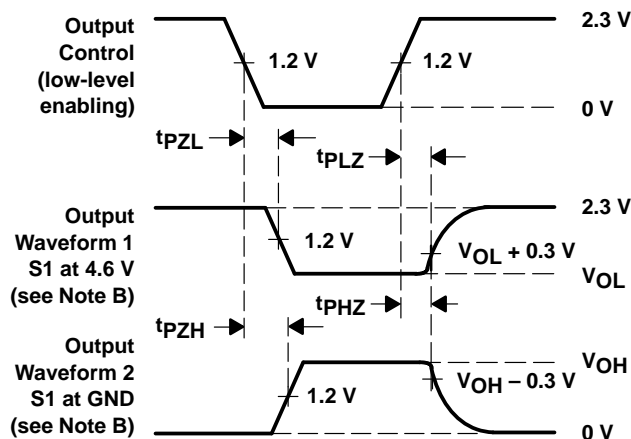 Output
Control
(low-level
enabling)
1.2 V
1.2 V
2.3 V
0 V
tPZL
tPLZ
Output
Waveform 1
S1 at 4.6 V
(see Note B)
1.2 V
2.3 V
VOL + 0.3 V
VOL
tPZH
tPHZ
Output
Waveform 2
S1 at GND
(see Note B)
1.2 V
VOH
VOH – 0.3 V
0 V